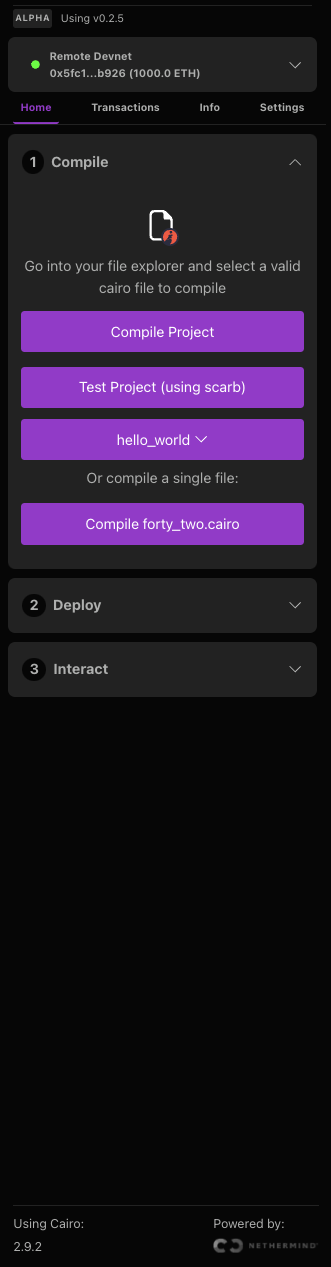 ALPHA Using v0.2.5
Remote Devnet
0x5fc1...b926 (1000.0 ETH)
Home Transactions Info Settings
1 Compile
Go into your file explorer and select a valid
cairo file to compile
Compile Project
Test Project (using scarb)
hello_world
Or compile a single file:
Compile forty_two.cairo
2 Deploy
3 Interact
Using Cairo:
2.9.2
Powered by:
NETHERMIND